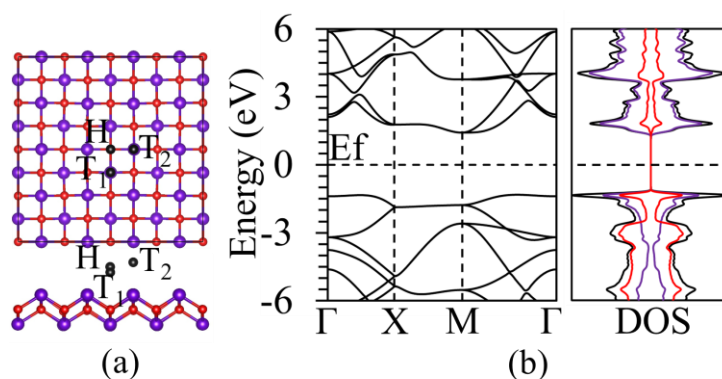 H
T₂
T₁
H
T₂
T₁
(a)
(b)
Energy (eV)
6
3
0
-3
-6
Ef
Γ X M Γ
DOS